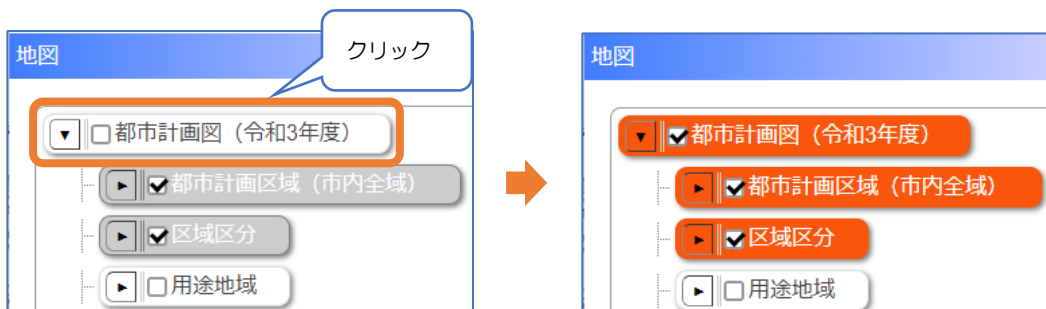 地図
クリック
都市計画図（令和3年度）
都市計画区域（市内全域）
区域区分
用途地域
地図
都市計画図（令和3年度）
都市計画区域（市内全域）
区域区分
用途地域